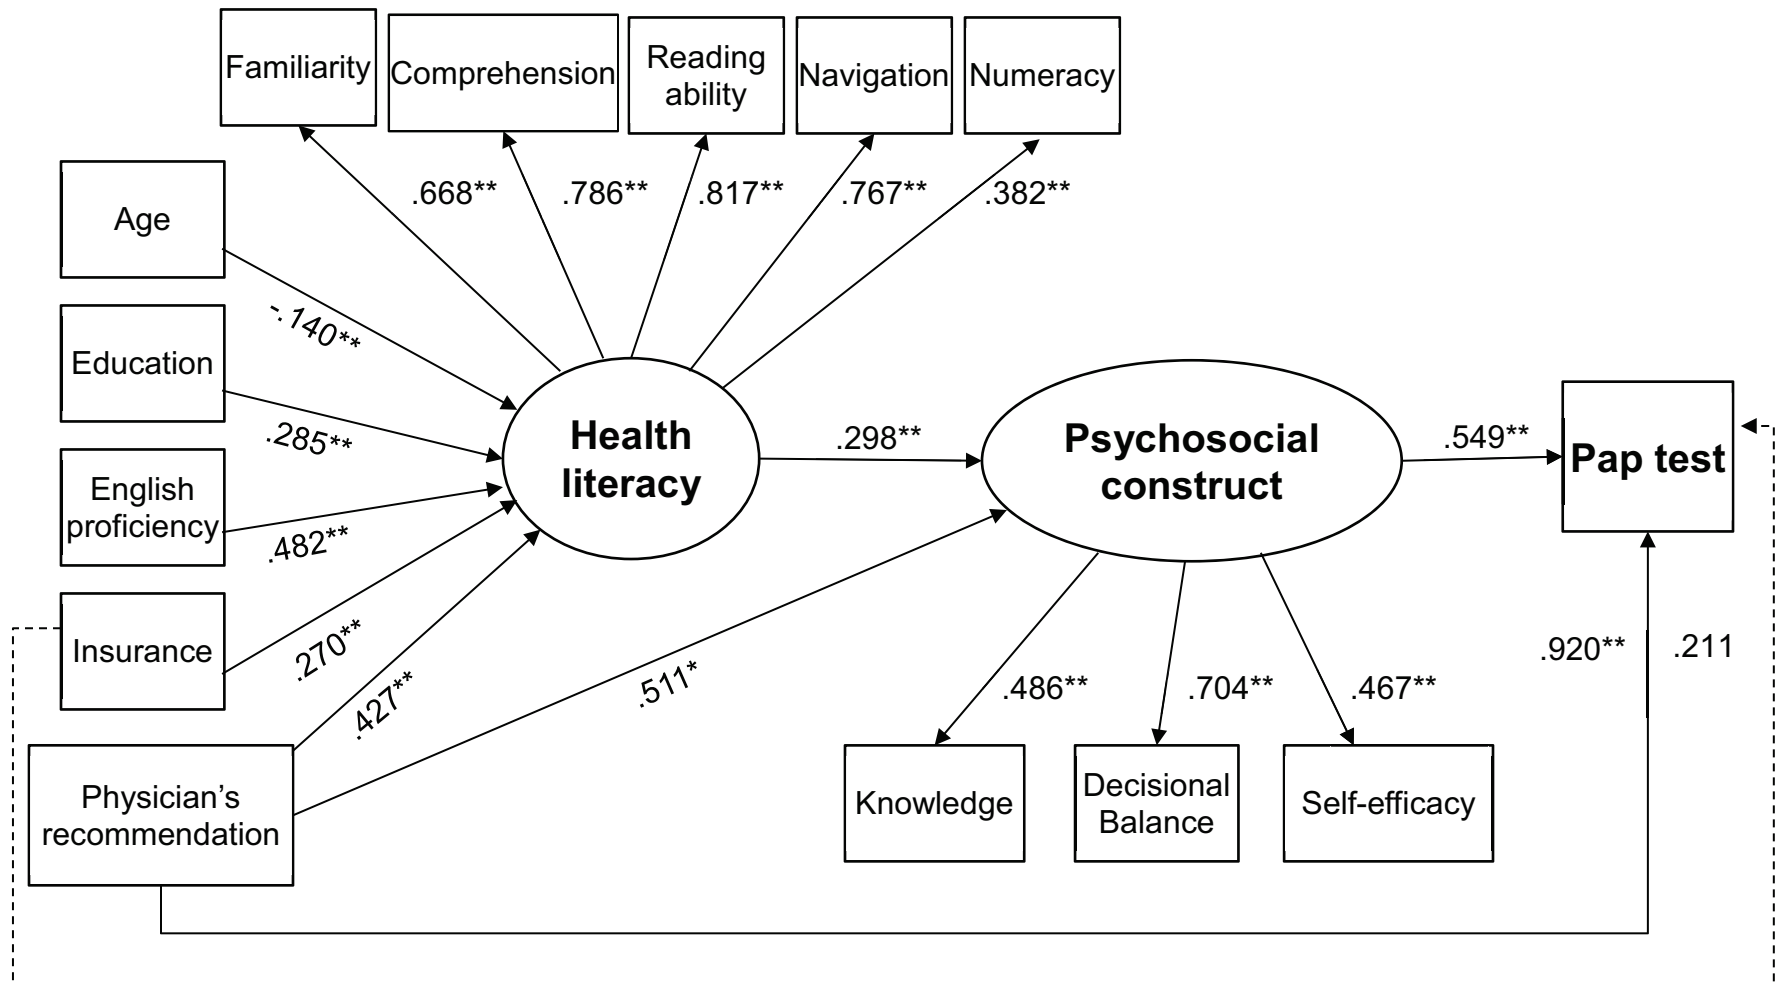 Familiarity
Comprehension
Reading
ability
Navigation
Numeracy
.668**
.786**
.817**
.767**
.382**
Age
-.140**
Education
.285**
English
proficiency
.482**
Insurance
.270**
Physician’s
recommendation
.427**
.511*
Health
literacy
.298**
Psychosocial
construct
.549**
Pap test
.920**
.211
.486**
.704**
.467**
Knowledge
Decisional
Balance
Self-efficacy